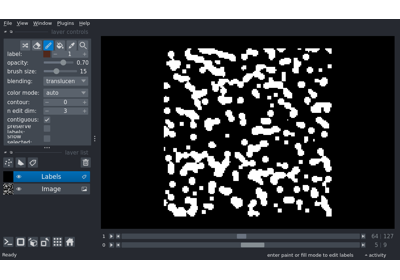 File View Window Plugins Help
layer controls
label: 1
opacity: 0.70
brush size: 15
blending: translucen
color mode: auto
contour: 0
n edit dim: 3
contiguous:
preserve labels:
show selected:
layer list
Labels
Image
1 64 127
0 5 9
Ready
enter paint or fill mode to edit labels
activity